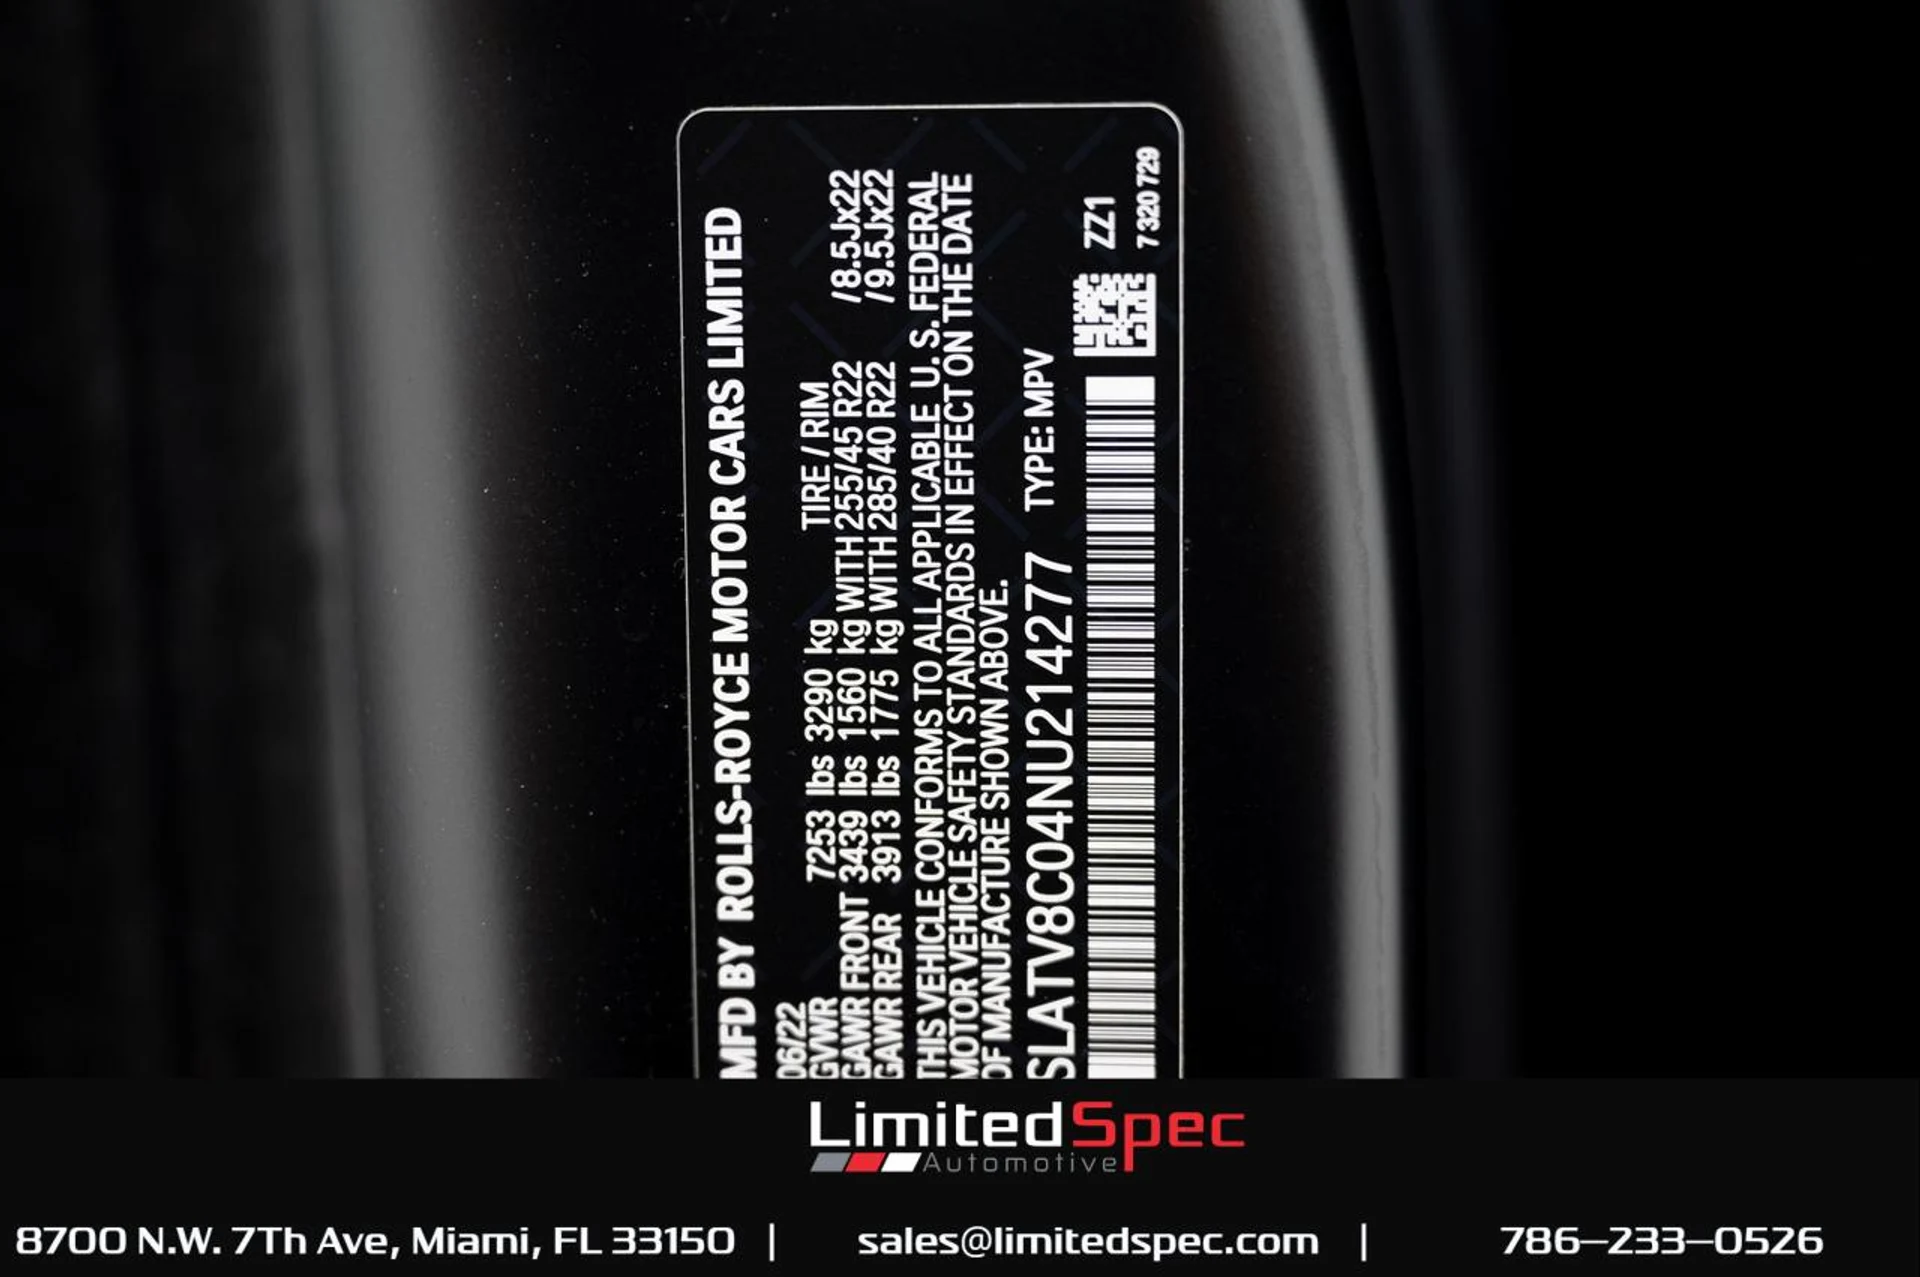 MFD BY ROLLS-ROYCE MOTOR CARS LIMITED
06/22 TIRE / RIM
GVWR 7253 lbs 3290 kg
GAWR FRONT 3439 lbs 1560 kg WITH 255/45 R22 /8.5Jx22
GAWR REAR 3913 lbs 1775 kg WITH 285/40 R22 /9.5Jx22
THIS VEHICLE CONFORMS TO ALL APPLICABLE U.S. FEDERAL
MOTOR VEHICLE SAFETY STANDARDS IN EFFECT ON THE DATE
OF MANUFACTURE SHOWN ABOVE.
SLATV8C04NU214277 TYPE: MPV
ZZ1
7 320 729
LimitedSpec
Automotive
8700 N.W. 7Th Ave, Miami, FL 33150 | sales@limitedspec.com | 786-233-0526